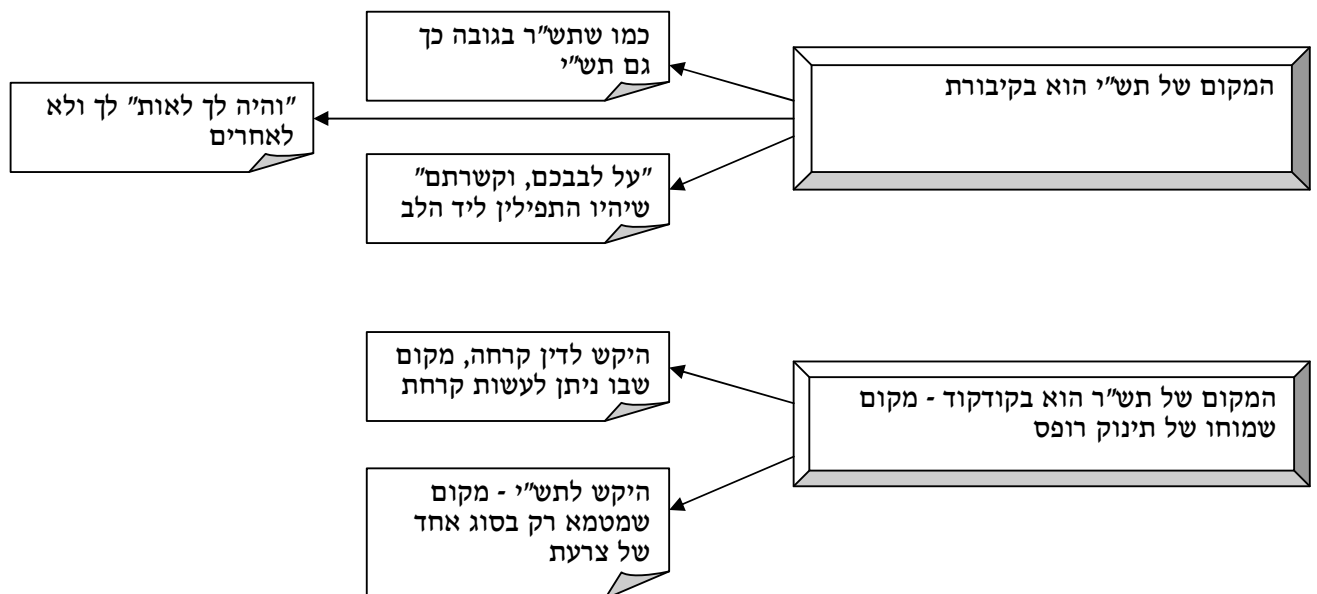 המקום של תש"י הוא בקיבורת
כמו שתש"ר בגובה כך
גם תש"י
"והיה לך לאות" לך ולא
לאחרים
"על לבבכם, וקשרתם"
שיהיו התפילין ליד הלב
המקום של תש"ר הוא בקודקוד - מקום
שמוחו של תינוק רופס
היקש לדין קרחה, מקום
שבו ניתן לעשות קרחת
היקש לתש"י - מקום
שמטמא רק בסוג אחד
של צרעת